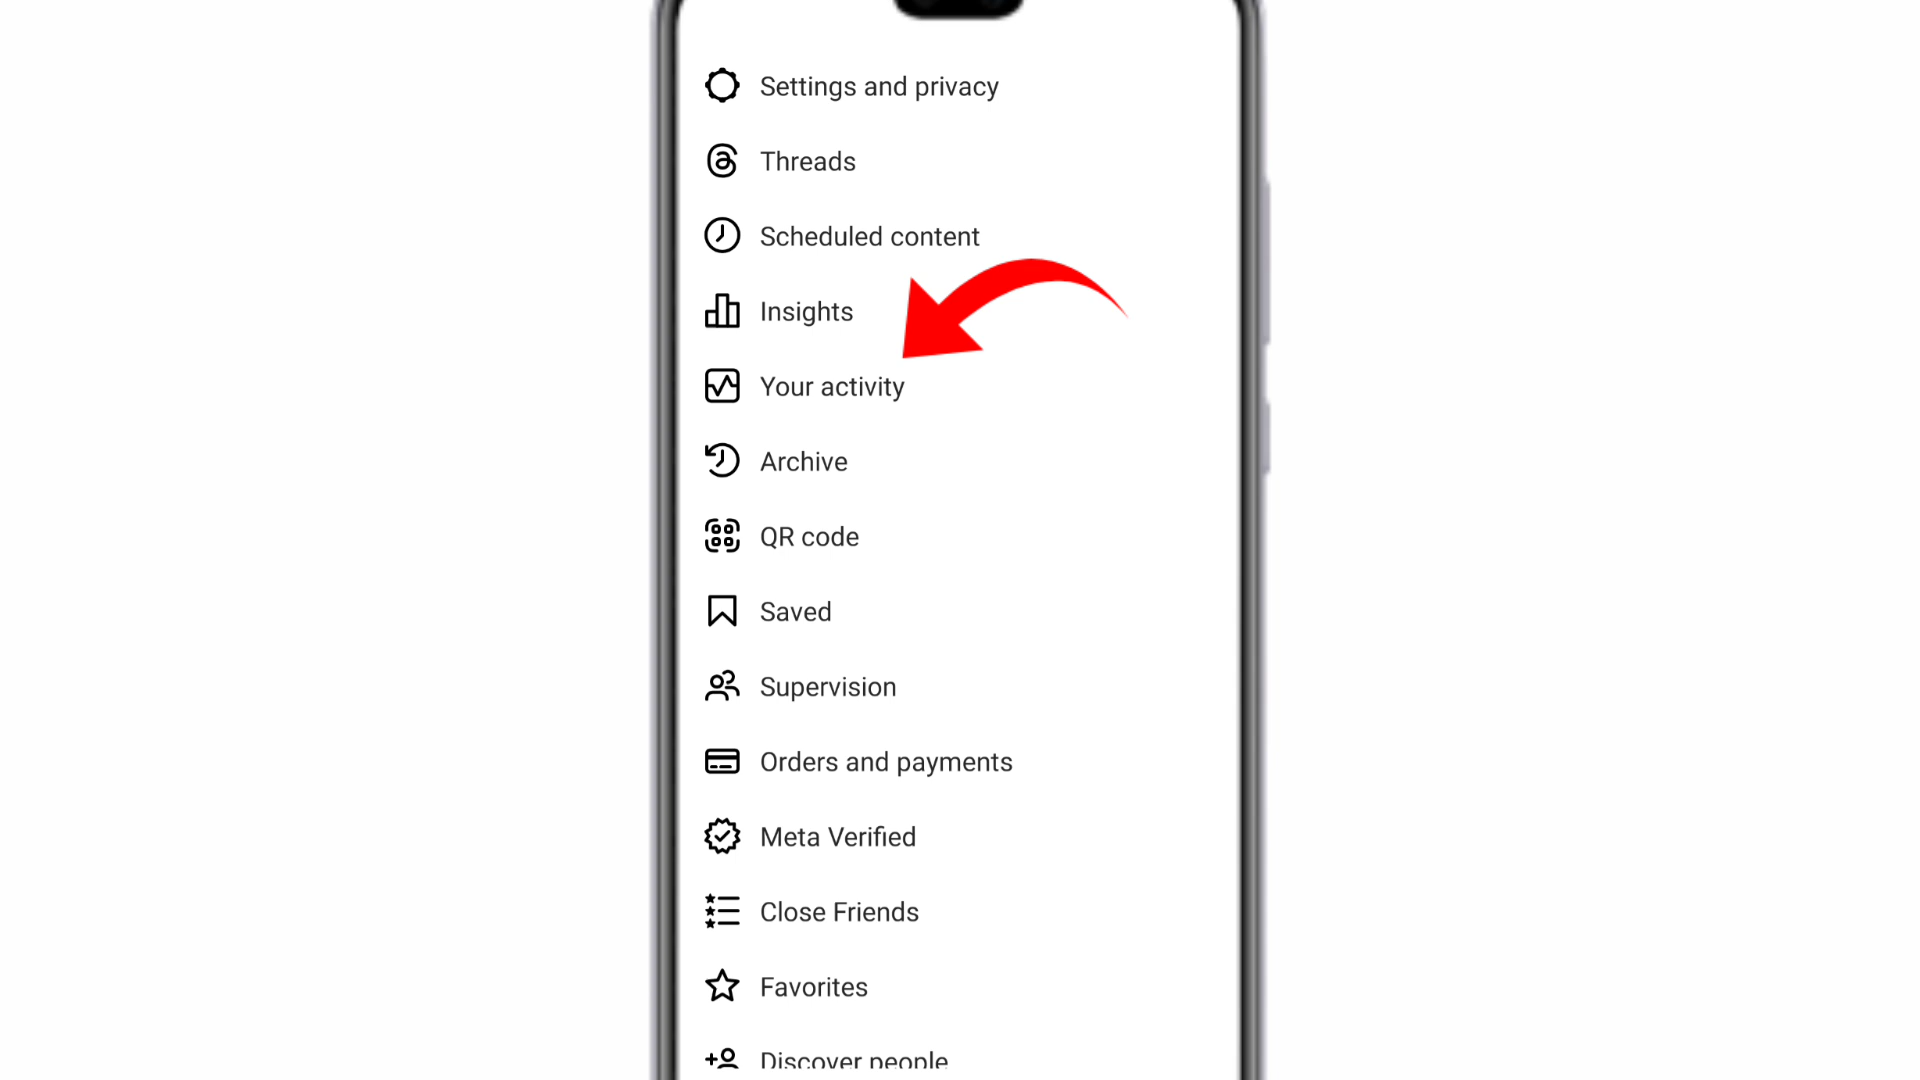 Settings and privacy
Threads
Scheduled content
Insights
Your activity
Archive
QR code
Saved
Supervision
Orders and payments
Meta Verified
Close Friends
Favorites
Discover people